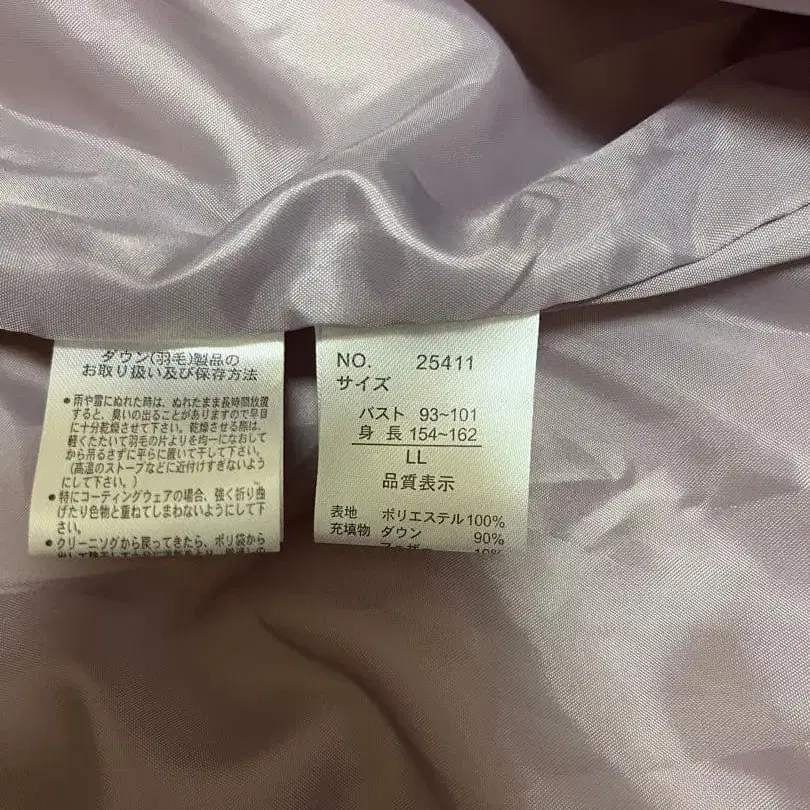 ダウン(羽毛)製品の
お取り扱い及び保存方法
●雨や雪にぬれた時は、ぬれたまま長時間放置
すると、臭いの出ることがありますので早目
に十分乾燥させて下さい。乾燥させる際は、
軽くたたいて羽毛の片よりを均一になおして
から吊るさずに平らに置いて干して下さい。
(高温のストーブなどに近付けすぎないよう
にして下さい。)
●特にコーティングウェアの場合、強く折り曲
げたり色物と重ねてしまわないようにして下
さい。
●クリーニングから戻ってきたら、ポリ袋から
NO. 25411
サイズ
バスト 93~101
身長 154~162
LL
品質表示
表地 ポリエステル100%
充填物 ダウン 90%
フェザー 10%